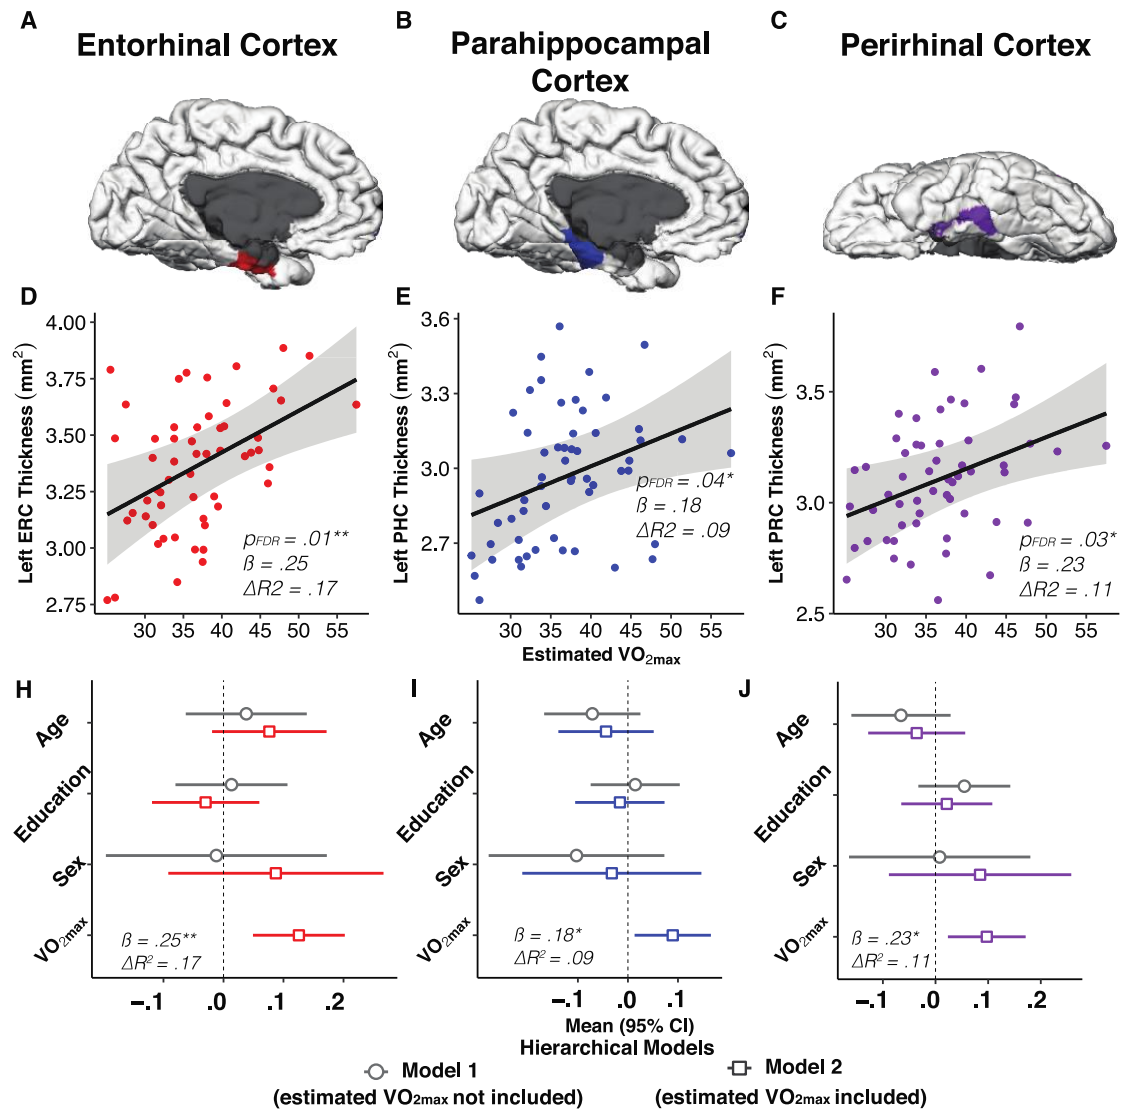 A
B
C
Entorhinal Cortex
Parahippocampal
Cortex
Perirhinal Cortex
D
E
F
Left ERC Thickness (mm²)
4.00
3.75
3.50
3.25
3.00
2.75
30 35 40 45 50 55
pFDR = .01**
ß = .25
ΔR2 = .17
Left PHC Thickness (mm²)
3.6
3.3
3.0
2.7
30 35 40 45 50 55
Estimated VO2max
pFDR = .04*
ß = .18
ΔR2 = .09
Left PRC Thickness (mm²)
3.5
3.0
2.5
30 35 40 45 50 55
pFDR = .03*
ß = .23
ΔR2 = .11
H
I
J
Age
Education
Sex
VO2max
ß = .25**
ΔR² = .17
-.1 .0 .1 .2
Age
Education
Sex
VO2max
ß = .18*
ΔR² = .09
-.1 .0 .1
Age
Education
Sex
VO2max
ß = .23*
ΔR² = .11
-.1 .0 .1 .2
Mean (95% CI)
Hierarchical Models
Model 1
(estimated VO2max not included)
Model 2
(estimated VO2max included)